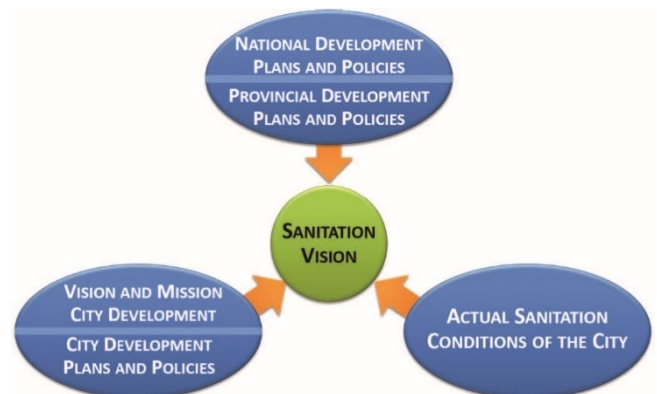 NATIONAL DEVELOPMENT
PLANS AND POLICIES
PROVINCIAL DEVELOPMENT
PLANS AND POLICIES
SANITATION
VISION
VISION AND MISSION
CITY DEVELOPMENT
CITY DEVELOPMENT
PLANS AND POLICIES
ACTUAL SANITATION
CONDITIONS OF THE CITY